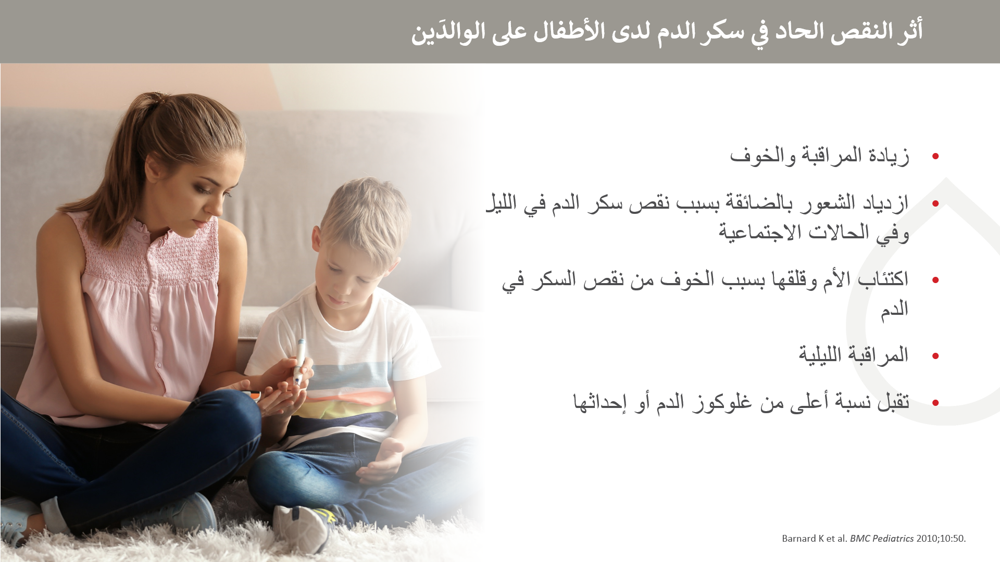 أثر النقص الحاد في سكر الدم لدى الأطفال على الوالدَين
• زيادة المراقبة والخوف
• ازدياد الشعور بالضائقة بسبب نقص سكر الدم في الليل
وفي الحالات الاجتماعية
• اكتئاب الأم وقلقها بسبب الخوف من نقص السكر في
الدم
• المراقبة الليلية
• تقبل نسبة أعلى من غلوكوز الدم أو إحداثها
Barnard K et al. BMC Pediatrics 2010;10:50.